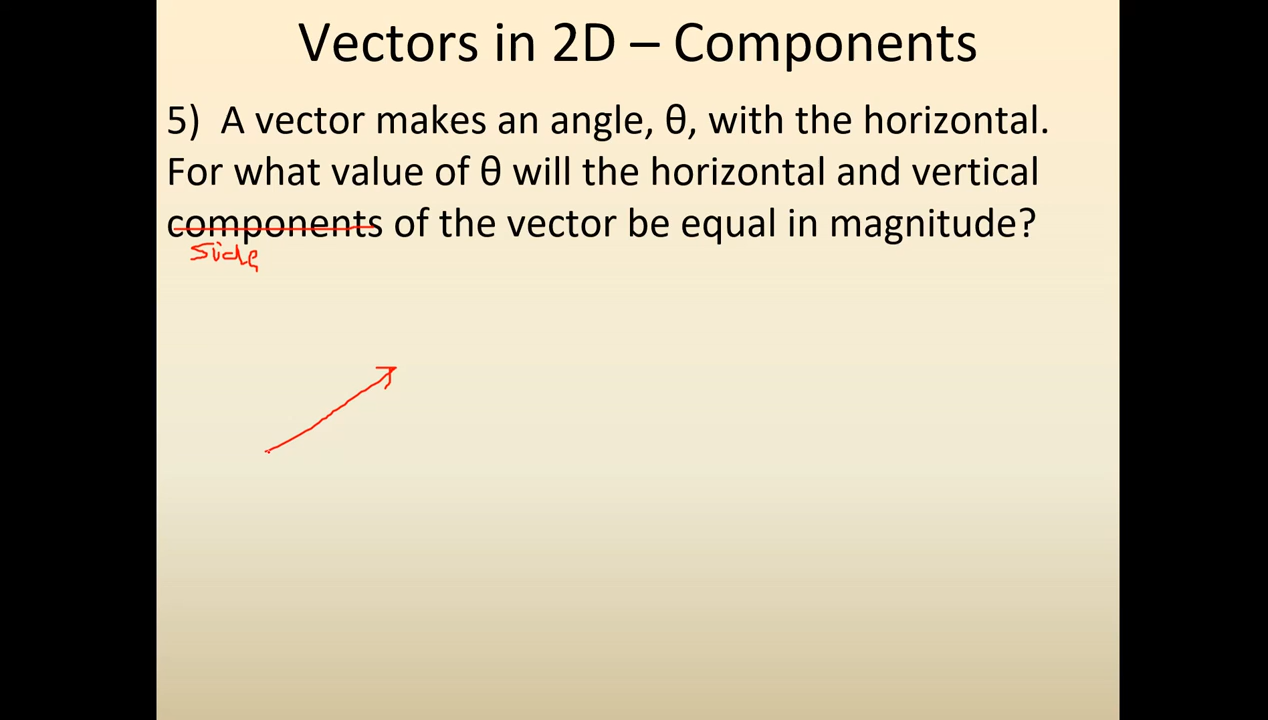 Vectors in 2D – Components
5) A vector makes an angle, θ, with the horizontal.
For what value of θ will the horizontal and vertical
components of the vector be equal in magnitude?
side